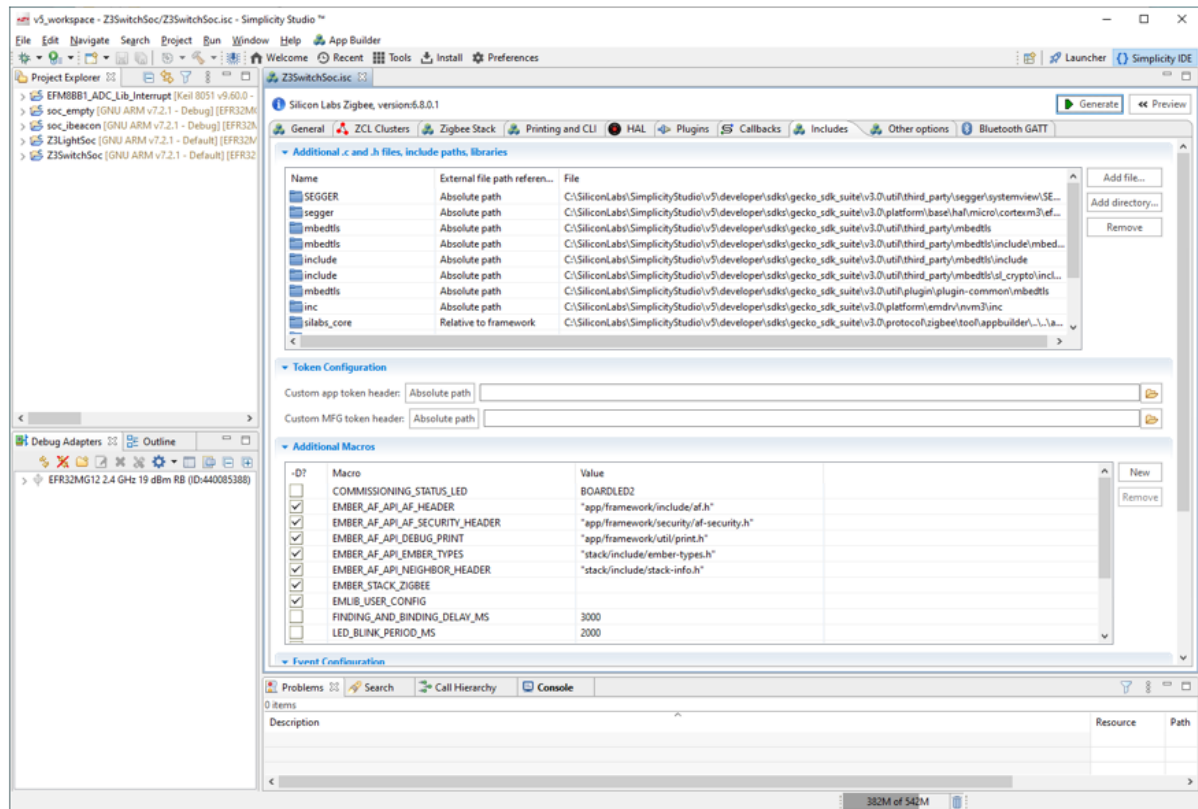 v5_workspace - Z3SwitchSoc/Z3SwitchSoc.isc - Simplicity Studio ™
File Edit Navigate Search Project Run Window Help App Builder
Welcome Recent Tools Install Preferences
Launcher {} Simplicity IDE
Project Explorer
EFM8BB1_ADC_Lib_Interrupt [Keil 8051 v9.60.0 -
soc_empty [GNU ARM v7.2.1 - Debug] [EFR32M
soc_ibeacon [GNU ARM v7.2.1 - Debug] [EFR32
Z3LightSoc [GNU ARM v7.2.1 - Default] [EFR32M
Z3SwitchSoc [GNU ARM v7.2.1 - Default] [EFR32
Z3SwitchSoc.isc
Silicon Labs Zigbee, version:6.8.0.1
Generate << Preview
General ZCL Clusters Zigbee Stack Printing and CLI HAL Plugins Callbacks Includes Other options Bluetooth GATT
Additional .c and .h files, include paths, libraries
Name External file path referen... File
SEGGER Absolute path C:\SiliconLabs\SimplicityStudio\v5\developer\sdks\gecko_sdk_suite\v3.0\util\third_party\segger\systemview\SE...
segger Absolute path C:\SiliconLabs\SimplicityStudio\v5\developer\sdks\gecko_sdk_suite\v3.0\platform\base\hal\micro\cortexm3\ef...
mbedtls Absolute path C:\SiliconLabs\SimplicityStudio\v5\developer\sdks\gecko_sdk_suite\v3.0\util\third_party\mbedtls
mbedtls Absolute path C:\SiliconLabs\SimplicityStudio\v5\developer\sdks\gecko_sdk_suite\v3.0\util\third_party\mbedtls\include\mbed...
include Absolute path C:\SiliconLabs\SimplicityStudio\v5\developer\sdks\gecko_sdk_suite\v3.0\util\third_party\mbedtls\include
include Absolute path C:\SiliconLabs\SimplicityStudio\v5\developer\sdks\gecko_sdk_suite\v3.0\util\third_party\mbedtls\sl_crypto\incl...
mbedtls Absolute path C:\SiliconLabs\SimplicityStudio\v5\developer\sdks\gecko_sdk_suite\v3.0\util\plugin\plugin-common\mbedtls
inc Absolute path C:\SiliconLabs\SimplicityStudio\v5\developer\sdks\gecko_sdk_suite\v3.0\platform\emdrv\nvm3\inc
silabs_core Relative to framework C:\SiliconLabs\SimplicityStudio\v5\developer\sdks\gecko_sdk_suite\v3.0\protocol\zigbee\tool\appbuilder\..\..\a...
Add file...
Add directory...
Remove
Token Configuration
Custom app token header: Absolute path
Custom MFG token header: Absolute path
Additional Macros
-D? Macro Value
COMMISSIONING_STATUS_LED BOARDLED2
EMBER_AF_API_AF_HEADER "app/framework/include/af.h"
EMBER_AF_API_AF_SECURITY_HEADER "app/framework/security/af-security.h"
EMBER_AF_API_DEBUG_PRINT "app/framework/util/print.h"
EMBER_AF_API_EMBER_TYPES "stack/include/ember-types.h"
EMBER_AF_API_NEIGHBOR_HEADER "stack/include/stack-info.h"
EMBER_STACK_ZIGBEE
EMLIB_USER_CONFIG
FINDING_AND_BINDING_DELAY_MS 3000
LED_BLINK_PERIOD_MS 2000
New
Remove
Event Configuration
Debug Adapters Outline
EFR32MG12 2.4 GHz 19 dBm RB (ID:440085388)
Problems Search Call Hierarchy Console
0 items
Description Resource Path
382M of 542M